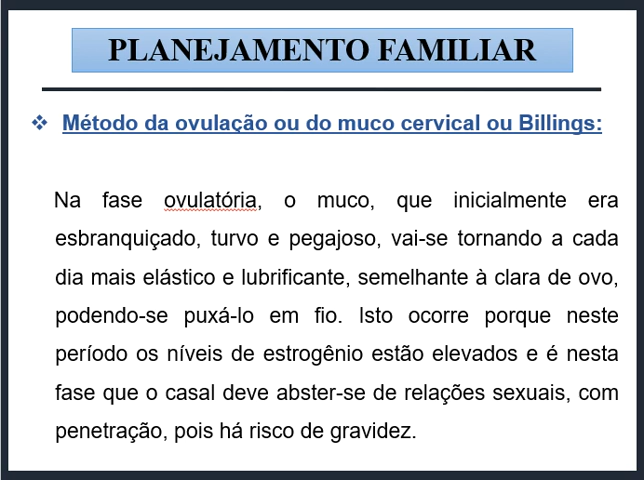 PLANEJAMENTO FAMILIAR
❖ Método da ovulação ou do muco cervical ou Billings:
Na fase ovulatória, o muco, que inicialmente era
esbranquiçado, turvo e pegajoso, vai-se tornando a cada
dia mais elástico e lubrificante, semelhante à clara de ovo,
podendo-se puxá-lo em fio. Isto ocorre porque neste
período os níveis de estrogênio estão elevados e é nesta
fase que o casal deve abster-se de relações sexuais, com
penetração, pois há risco de gravidez.